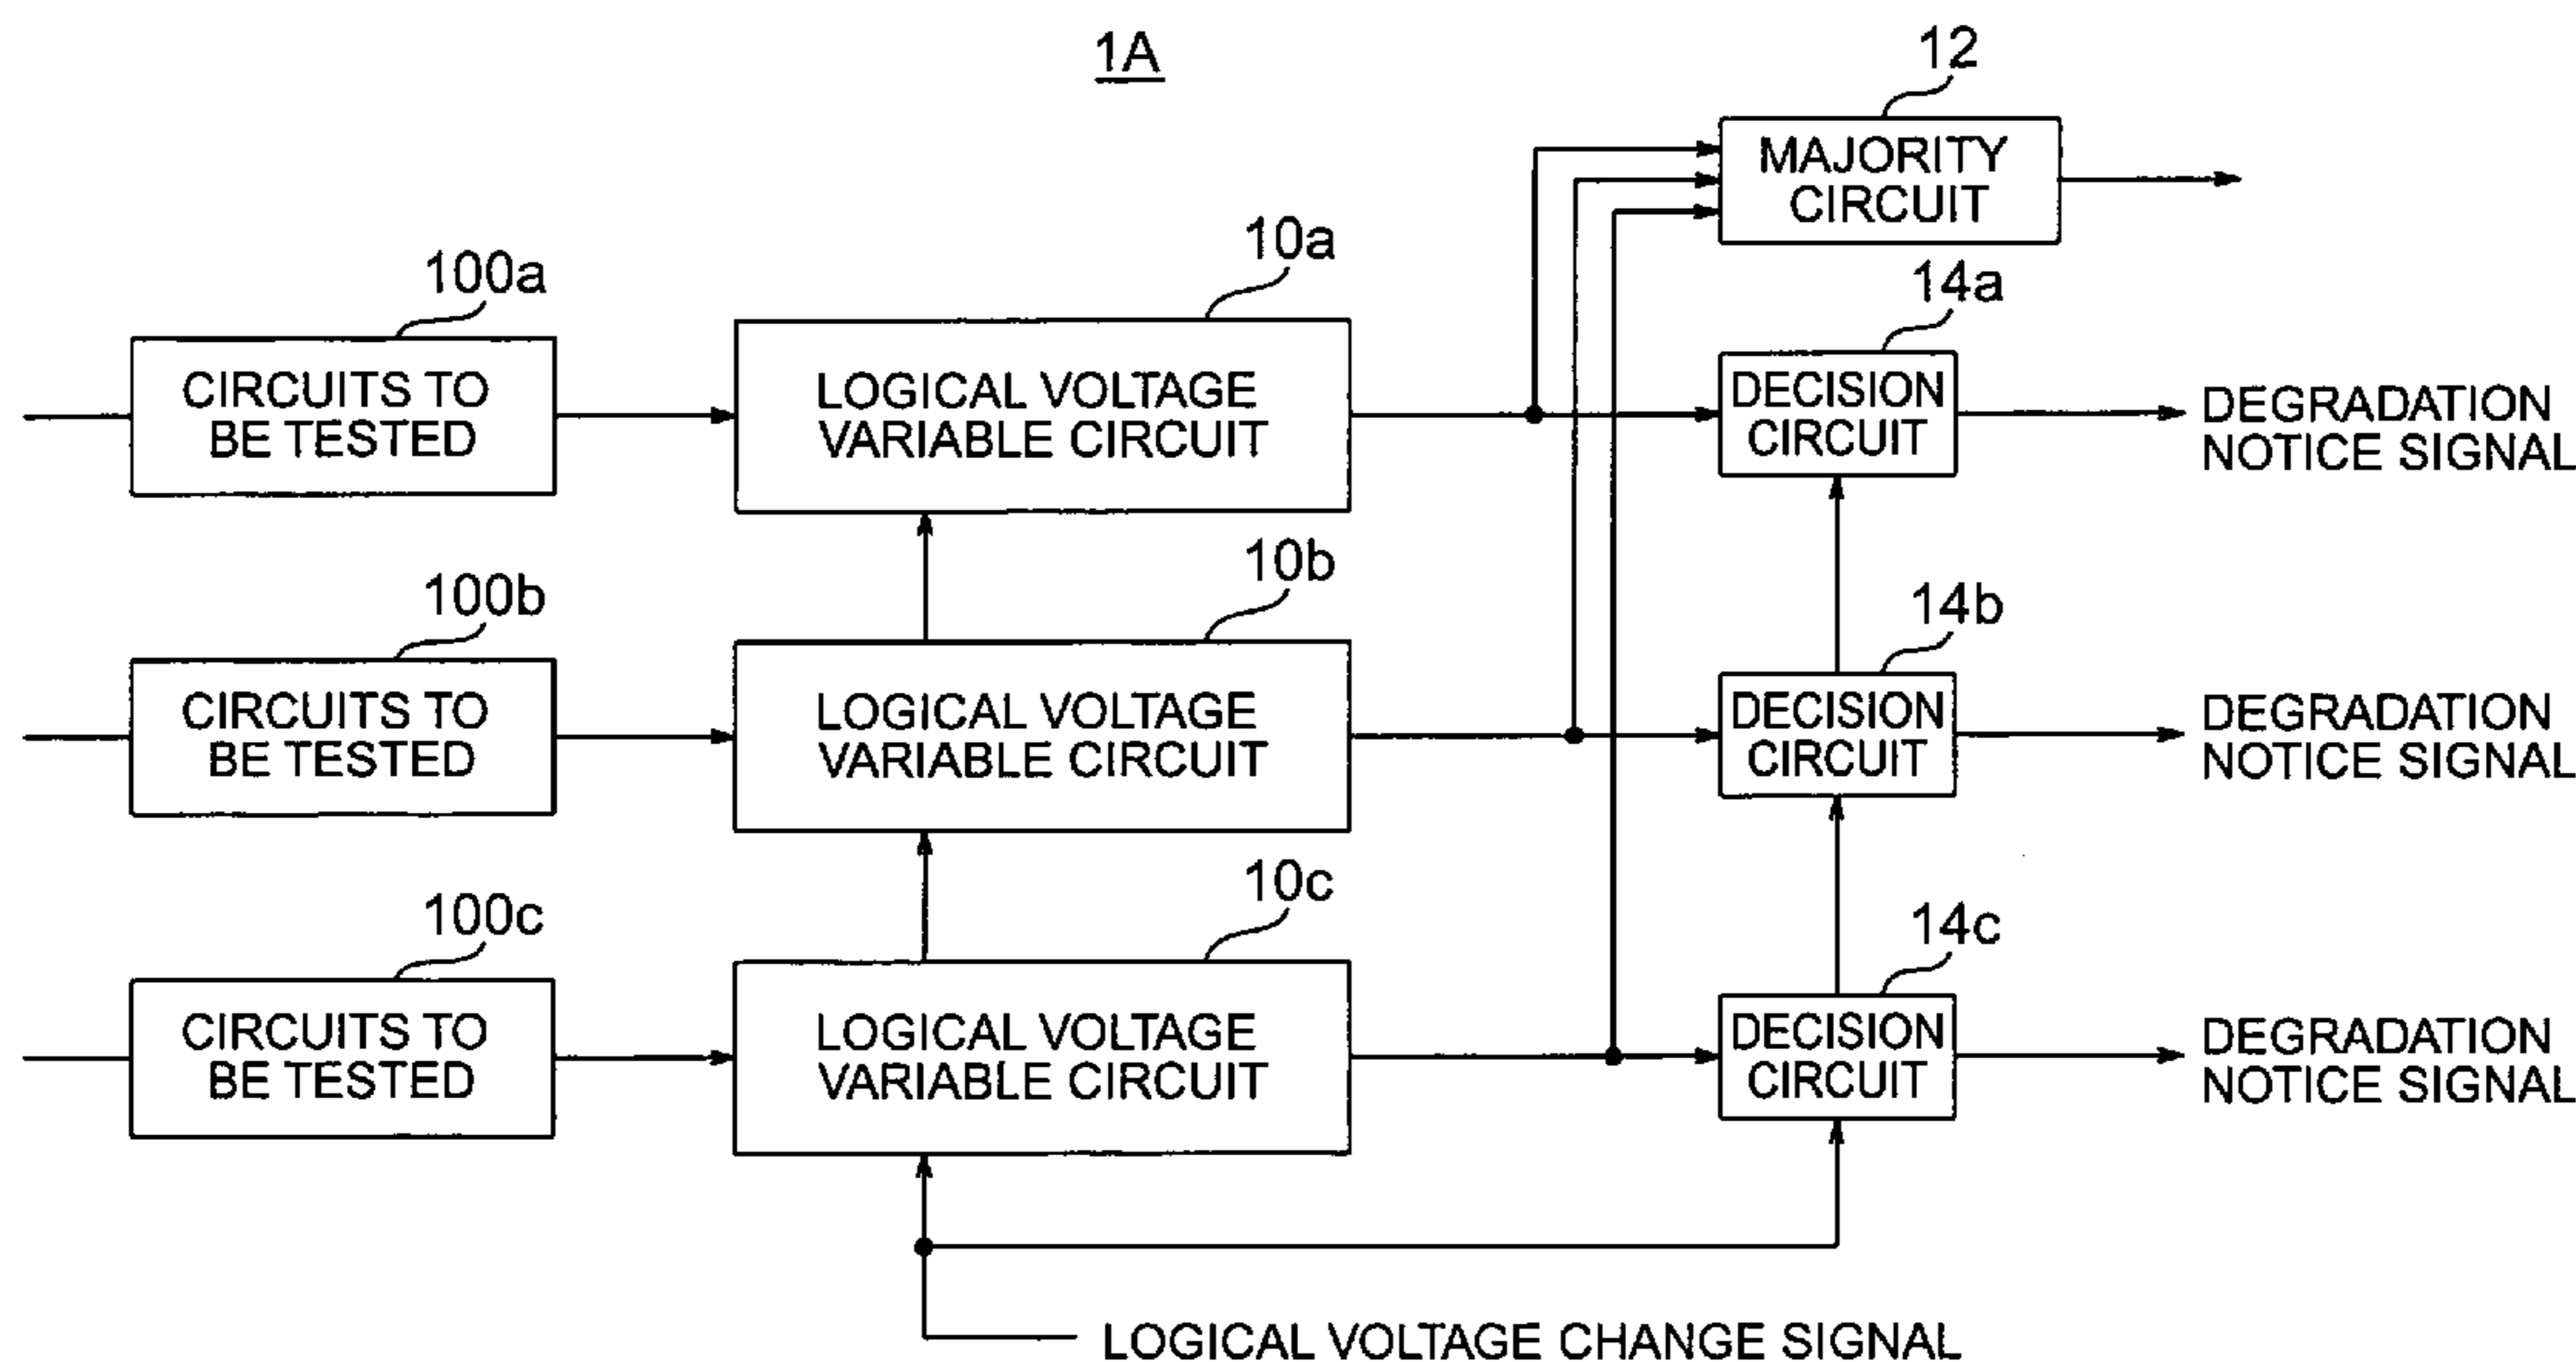 1A
12
MAJORITY
CIRCUIT
100a
CIRCUITS TO
BE TESTED
10a
LOGICAL VOLTAGE
VARIABLE CIRCUIT
14a
DECISION
CIRCUIT
DEGRADATION
NOTICE SIGNAL
100b
CIRCUITS TO
BE TESTED
10b
LOGICAL VOLTAGE
VARIABLE CIRCUIT
14b
DECISION
CIRCUIT
DEGRADATION
NOTICE SIGNAL
100c
CIRCUITS TO
BE TESTED
10c
LOGICAL VOLTAGE
VARIABLE CIRCUIT
14c
DECISION
CIRCUIT
DEGRADATION
NOTICE SIGNAL
LOGICAL VOLTAGE CHANGE SIGNAL